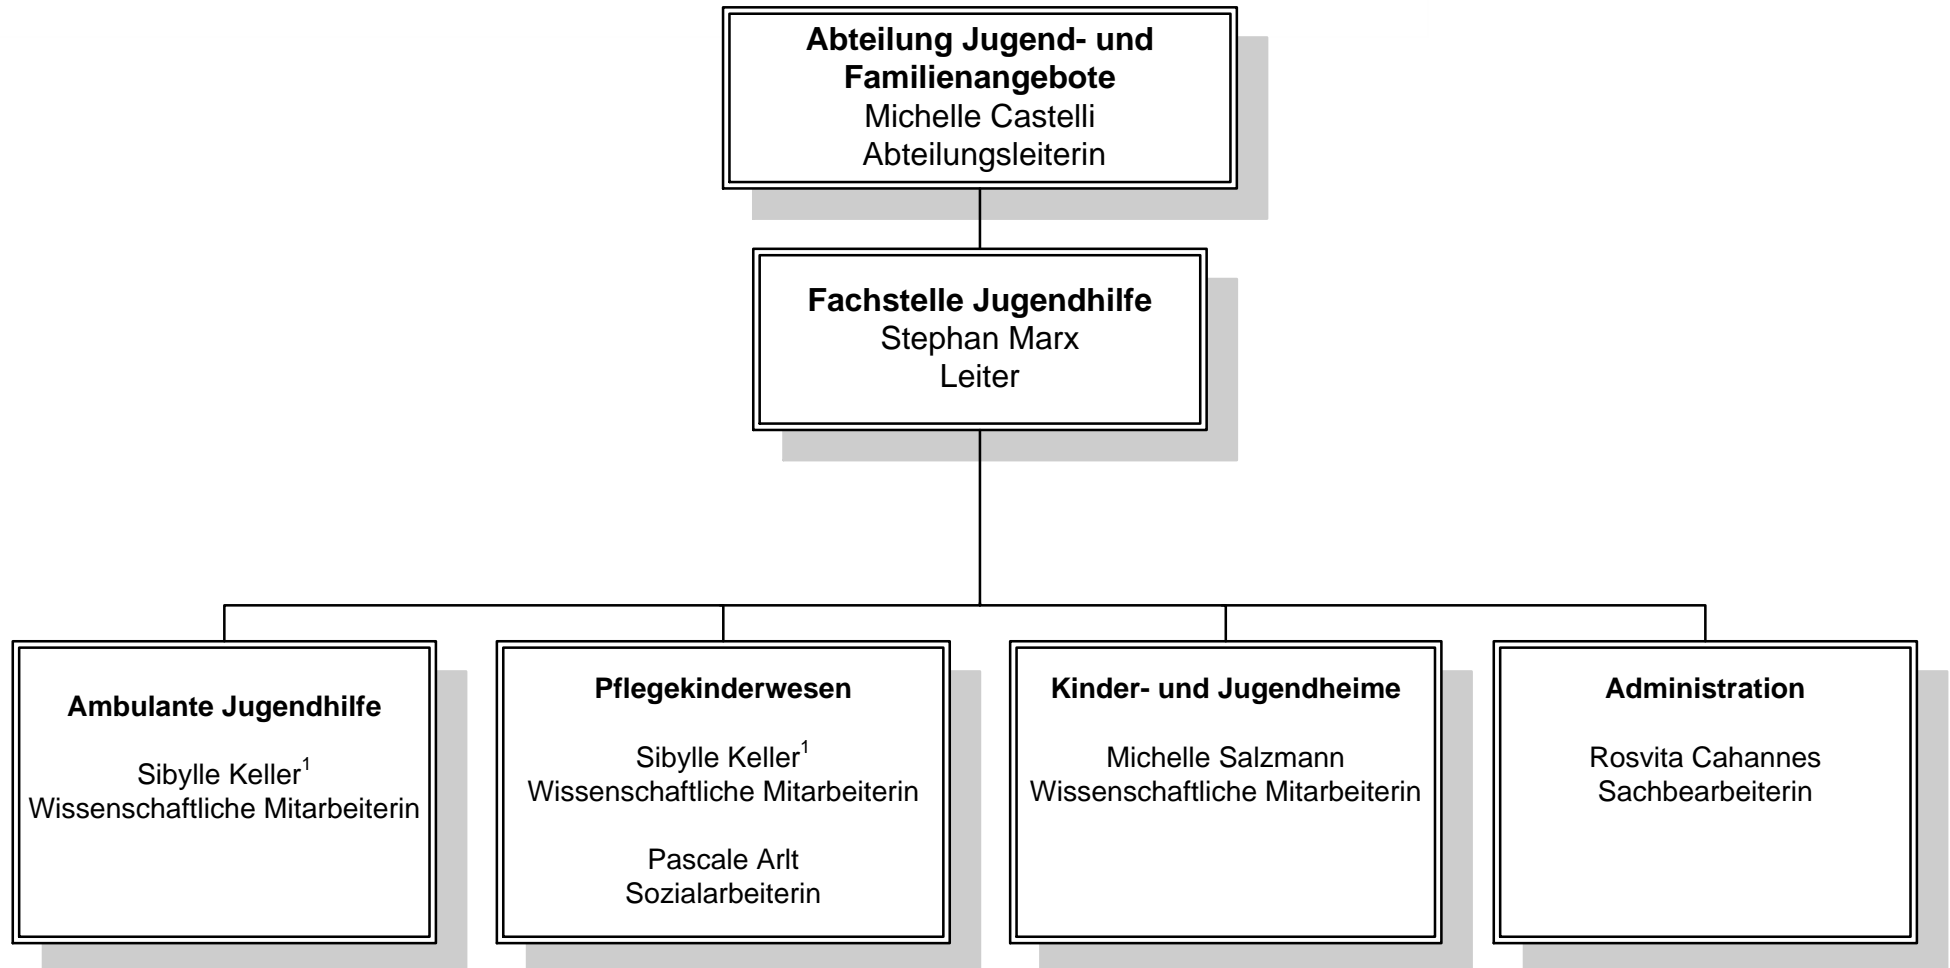 Abteilung Jugend- und
Familienangebote
Michelle Castelli
Abteilungsleiterin
Fachstelle Jugendhilfe
Stephan Marx
Leiter
Ambulante Jugendhilfe
Sibylle Keller¹
Wissenschaftliche Mitarbeiterin
Pflegekinderwesen
Sibylle Keller¹
Wissenschaftliche Mitarbeiterin
Pascale Arlt
Sozialarbeiterin
Kinder- und Jugendheime
Michelle Salzmann
Wissenschaftliche Mitarbeiterin
Administration
Rosvita Cahannes
Sachbearbeiterin